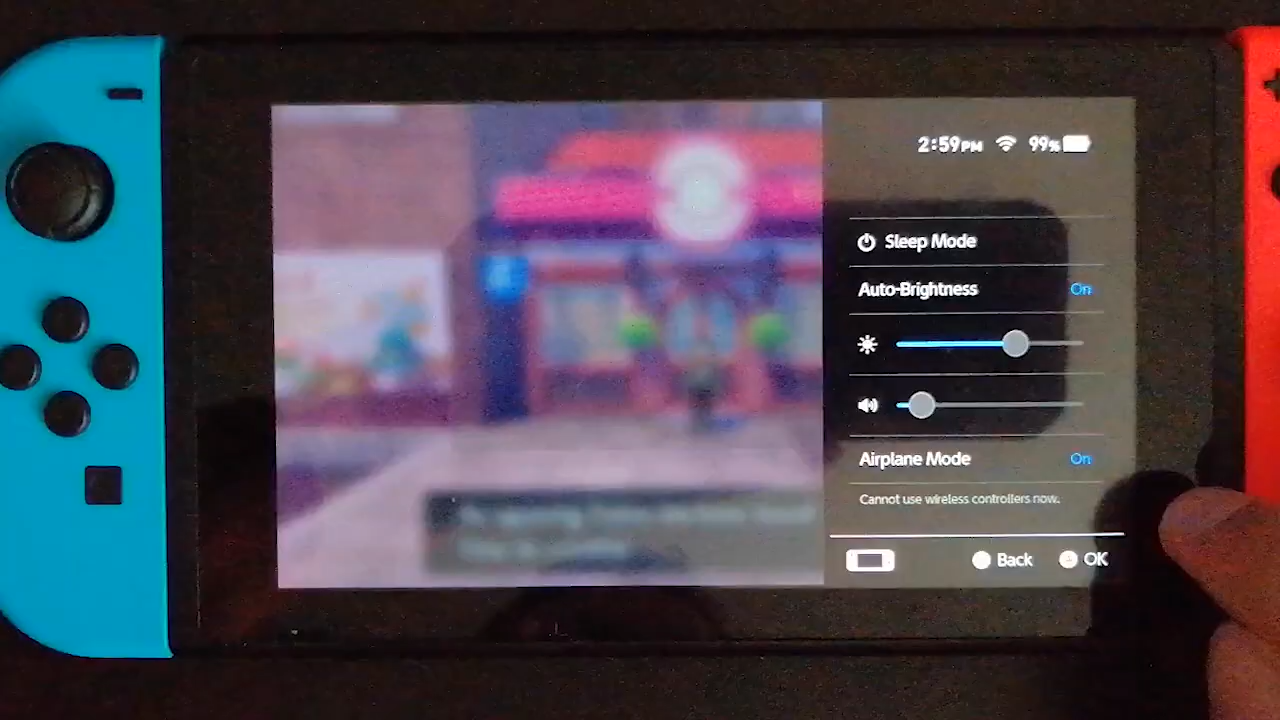 2:59PM 99%
Sleep Mode
Auto-Brightness On
Airplane Mode On
Cannot use wireless controllers now.
Back OK